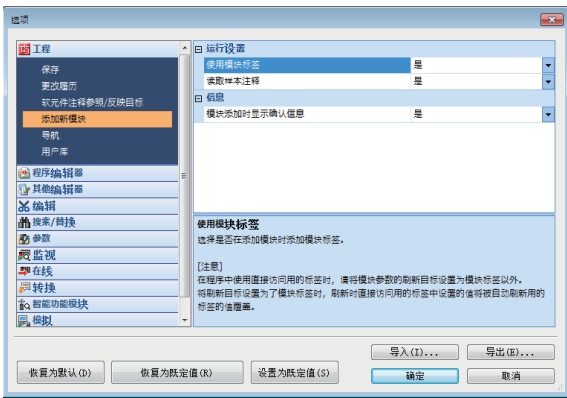 选项
工程
保存
更改履历
软元件注释参照/反映目标
添加新模块
导航
用户库
程序编辑器
其他编辑器
编辑
搜索/替换
参数
监视
在线
转换
智能功能模块
模拟
运行设置
使用模块标签 是
读取样本注释 是
信息
模块添加时显示确认信息 是
使用模块标签
选择是否在添加模块时添加模块标签。
[注意]
在程序中使用直接访问用的标签时，请将模块参数的刷新目标设置为模块标签以外。
将刷新目标设置为了模块标签时，刷新时直接访问用的标签中设置的值将被自动刷新用的
标签的值覆盖。
导入(I)... 导出(E)...
恢复为默认(D) 恢复为既定值(R) 设置为既定值(S) 确定 取消